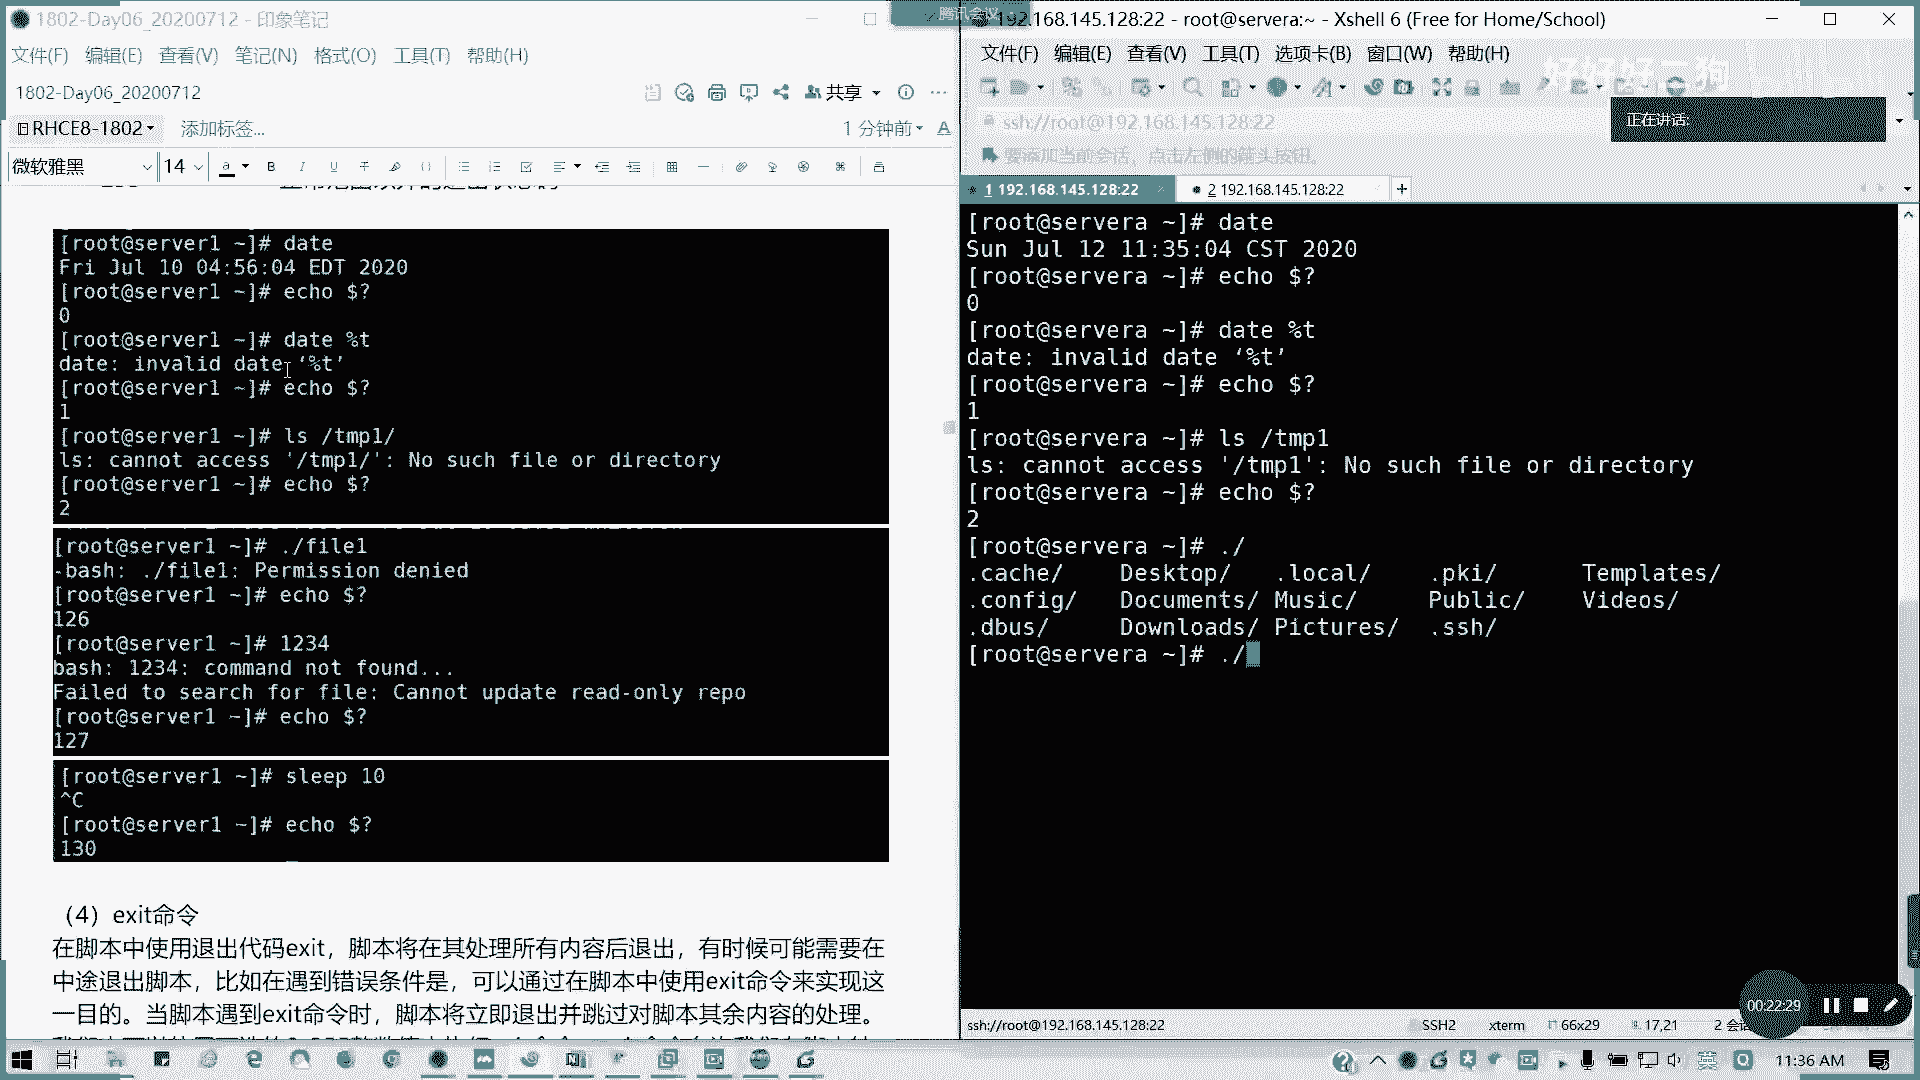 1802-Day06_20200712 - 印象笔记
文件(F) 编辑(E) 查看(V) 笔记(N) 格式(O) 工具(T) 帮助(H)
1802-Day06_20200712
共享
RHCE8-1802 添加标签...
1 分钟前
微软雅黑 14
[root@server1 ~]# date
Fri Jul 10 04:56:04 EDT 2020
[root@server1 ~]# echo $?
0
[root@server1 ~]# date %t
date: invalid date ‘%t’
[root@server1 ~]# echo $?
1
[root@server1 ~]# ls /tmp1/
ls: cannot access '/tmp1/': No such file or directory
[root@server1 ~]# echo $?
2
[root@server1 ~]# ./file1
-bash: ./file1: Permission denied
[root@server1 ~]# echo $?
126
[root@server1 ~]# 1234
bash: 1234: command not found...
Failed to search for file: Cannot update read-only repo
[root@server1 ~]# echo $?
127
[root@server1 ~]# sleep 10
^C
[root@server1 ~]# echo $?
130
（4）exit命令
在脚本中使用退出代码exit，脚本将在其处理所有内容后退出，有时候可能需要在
中途退出脚本，比如在遇到错误条件是，可以通过在脚本中使用exit命令来实现这
一目的。当脚本遇到exit命令时，脚本将立即退出并跳过对脚本其余内容的处理。
腾讯会议
192.168.145.128:22 - root@servera:~ - Xshell 6 (Free for Home/School)
文件(F) 编辑(E) 查看(V) 工具(T) 选项卡(B) 窗口(W) 帮助(H)
好好好二狗
正在讲话:
ssh://root@192.168.145.128:22
要添加当前会话，点击左侧的箭头按钮。
1 192.168.145.128:22
2 192.168.145.128:22
[root@servera ~]# date
Sun Jul 12 11:35:04 CST 2020
[root@servera ~]# echo $?
0
[root@servera ~]# date %t
date: invalid date ‘%t’
[root@servera ~]# echo $?
1
[root@servera ~]# ls /tmp1
ls: cannot access '/tmp1': No such file or directory
[root@servera ~]# echo $?
2
[root@servera ~]# ./
.cache/ Desktop/ .local/ .pki/ Templates/
.config/ Documents/ Music/ Public/ Videos/
.dbus/ Downloads/ Pictures/ .ssh/
[root@servera ~]# ./
00:22:29
ssh://root@192.168.145.128:22 SSH2 xterm 66x29 17,21
英 11:36 AM